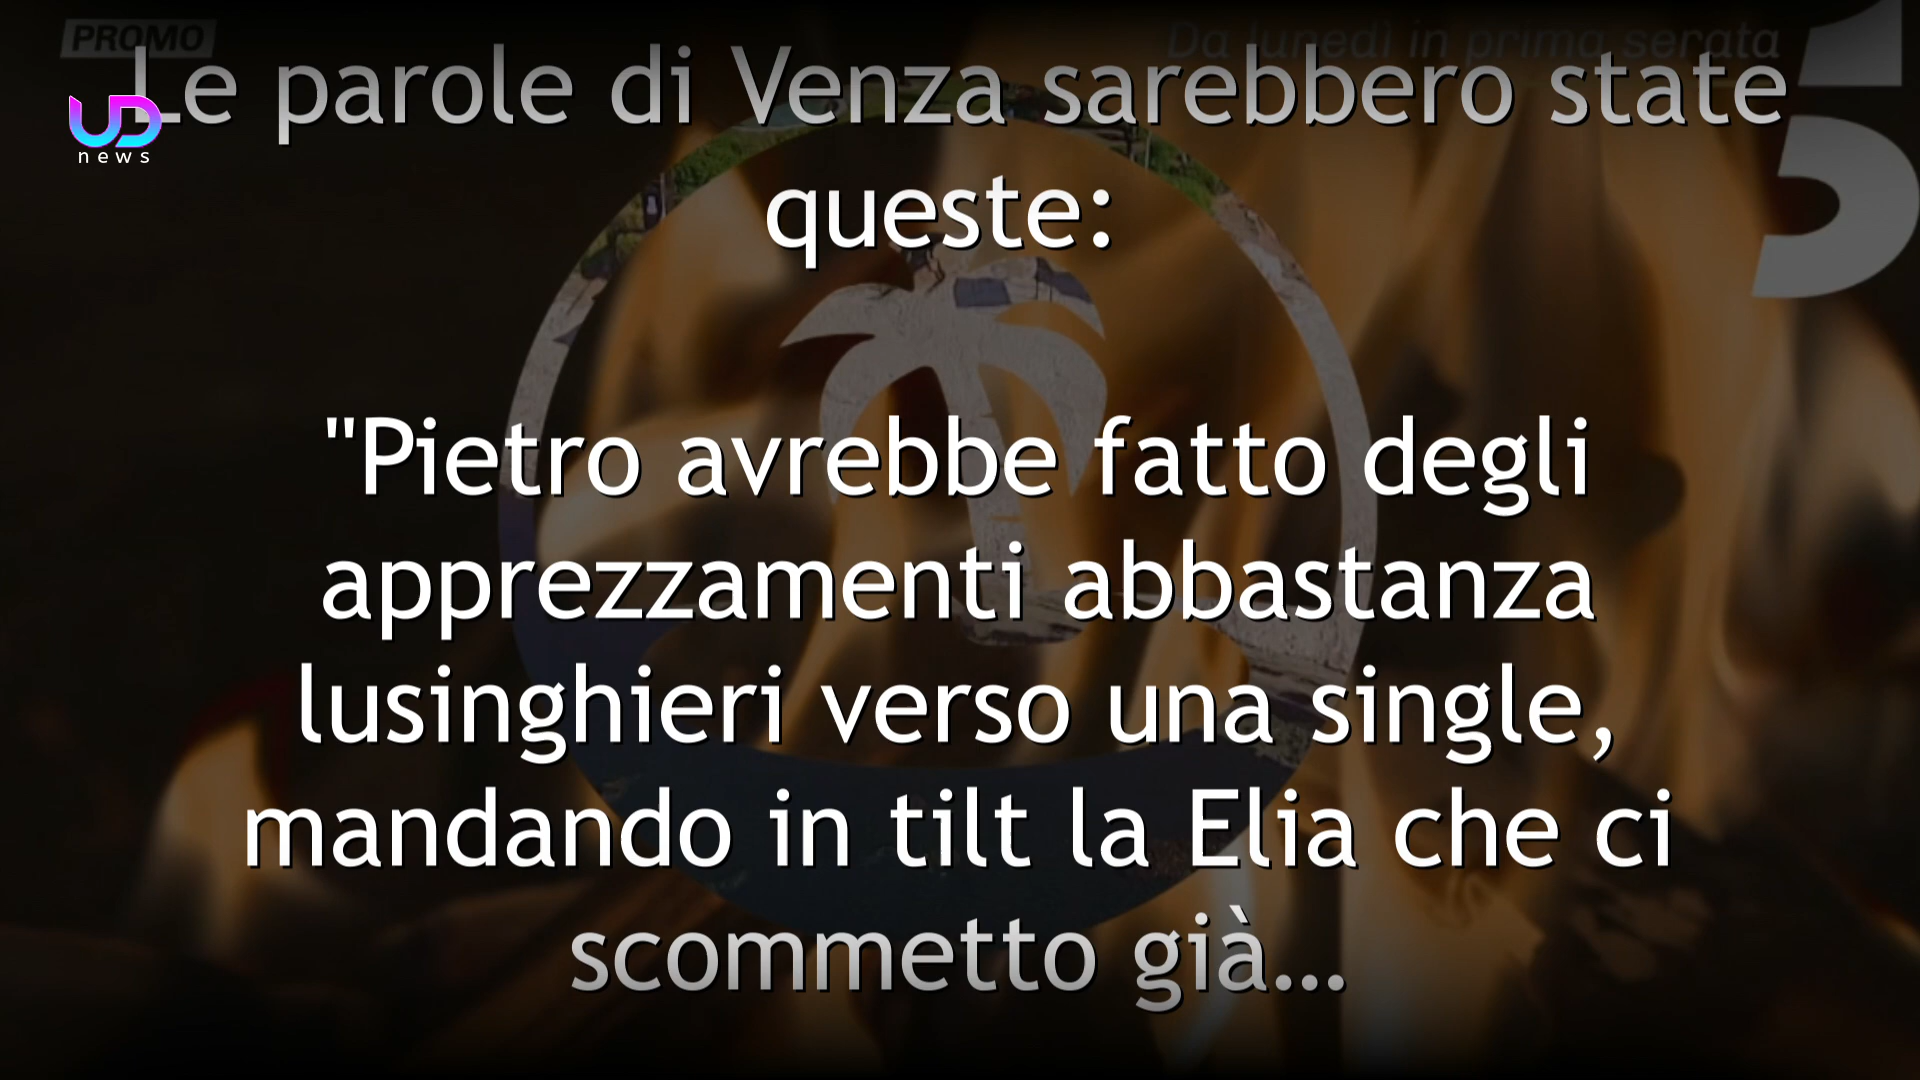 PROMO
Da lunedì in prima serata
5
UD
news
Le parole di Venza sarebbero state
queste:
"Pietro avrebbe fatto degli
apprezzamenti abbastanza
lusinghieri verso una single,
mandando in tilt la Elia che ci
scommetto già...